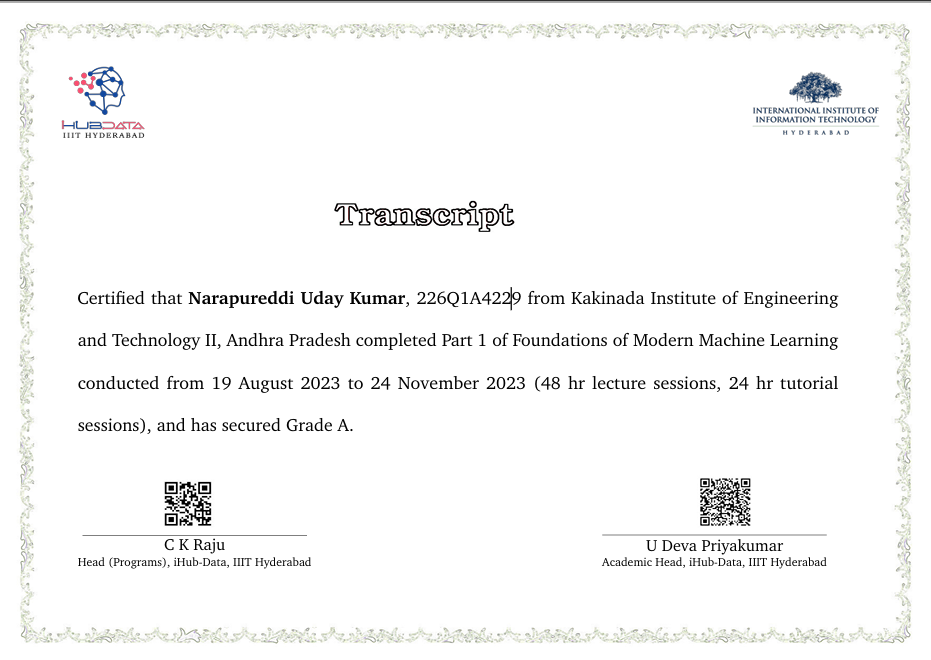 HUBDATA
IIIT HYDERABAD
INTERNATIONAL INSTITUTE OF
INFORMATION TECHNOLOGY
HYDERABAD
Transcript
Certified that Narapureddi Uday Kumar, 226Q1A4229 from Kakinada Institute of Engineering
and Technology II, Andhra Pradesh completed Part 1 of Foundations of Modern Machine Learning
conducted from 19 August 2023 to 24 November 2023 (48 hr lecture sessions, 24 hr tutorial
sessions), and has secured Grade A.
C K Raju
Head (Programs), iHub-Data, IIIT Hyderabad
U Deva Priyakumar
Academic Head, iHub-Data, IIIT Hyderabad